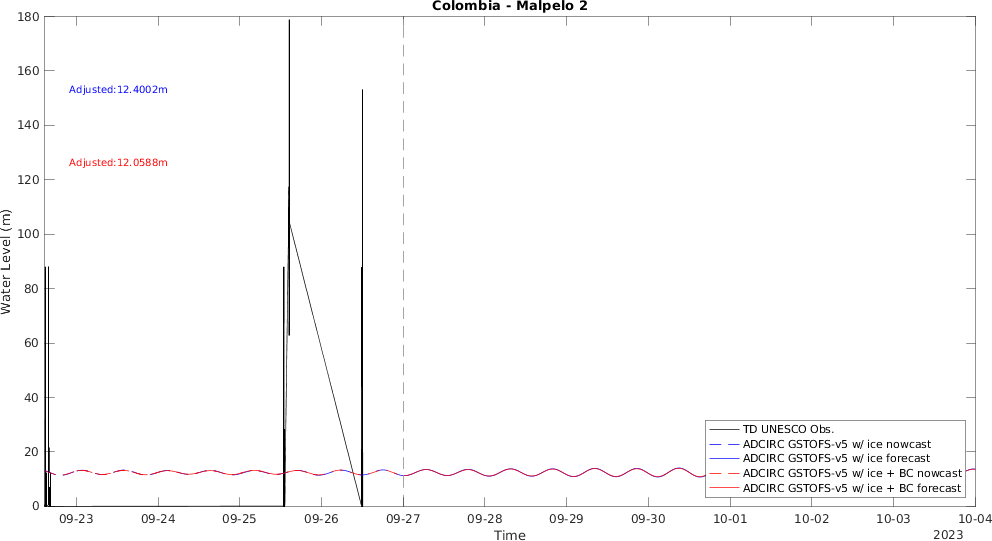 Colombia - Malpelo 2
180
160
140
120
100
80
60
40
20
0
Water Level (m)
Adjusted:12.4002m
Adjusted:12.0588m
TD UNESCO Obs.
ADCIRC GSTOFS-v5 w/ ice nowcast
ADCIRC GSTOFS-v5 w/ ice forecast
ADCIRC GSTOFS-v5 w/ ice + BC nowcast
ADCIRC GSTOFS-v5 w/ ice + BC forecast
09-23 09-24 09-25 09-26 09-27 09-28 09-29 09-30 10-01 10-02 10-03 10-04
Time
2023